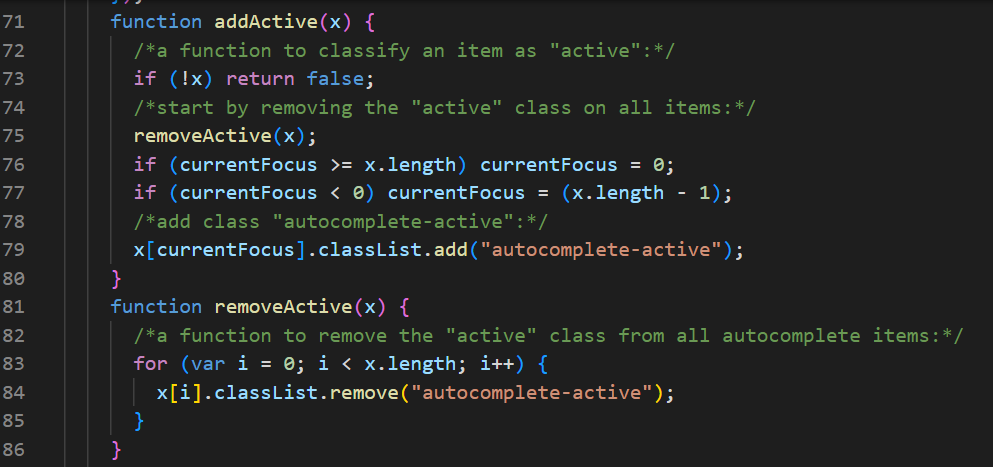 71 function addActive(x) {
72 /*a function to classify an item as "active":*/
73 if (!x) return false;
74 /*start by removing the "active" class on all items:*/
75 removeActive(x);
76 if (currentFocus >= x.length) currentFocus = 0;
77 if (currentFocus < 0) currentFocus = (x.length - 1);
78 /*add class "autocomplete-active":*/
79 x[currentFocus].classList.add("autocomplete-active");
80 }
81 function removeActive(x) {
82 /*a function to remove the "active" class from all autocomplete items:*/
83 for (var i = 0; i < x.length; i++) {
84 x[i].classList.remove("autocomplete-active");
85 }
86 }